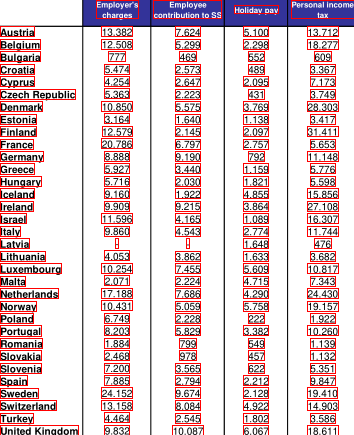 Employer's charges Employee contribution to SS Holiday pay Personal income tax
Austria 13.382 7.624 5.100 13.712
Belgium 12.508 5.299 2.298 18.277
Bulgaria 777 469 552 609
Croatia 5.474 2.573 489 3.367
Cyprus 4.254 2.647 2.095 7.173
Czech Republic 5.363 2.223 431 3.749
Denmark 10.850 5.575 3.769 28.303
Estonia 3.164 1.640 1.138 3.417
Finland 12.579 2.145 2.097 31.411
France 20.786 6.797 2.757 5.653
Germany 8.888 9.190 792 11.148
Greece 5.927 3.440 1.159 5.776
Hungary 5.716 2.030 1.821 5.598
Iceland 9.160 1.922 4.855 15.856
Ireland 9.909 9.215 3.864 27.108
Israel 11.596 4.165 1.089 16.307
Italy 9.860 4.543 2.774 11.744
Latvia - - 1.648 476
Lithuania 4.053 3.862 1.633 3.682
Luxembourg 10.254 7.455 5.609 10.817
Malta 2.071 2.224 4.715 7.343
Netherlands 17.188 7.686 4.290 24.430
Norway 10.431 5.059 5.758 19.157
Poland 6.749 2.228 222 1.922
Portugal 8.203 5.829 3.382 10.260
Romania 1.884 799 549 1.139
Slovakia 2.468 978 457 1.132
Slovenia 7.200 3.565 622 5.351
Spain 7.885 2.794 2.212 9.847
Sweden 24.152 9.674 2.128 19.410
Switzerland 13.158 8.084 4.922 14.903
Turkey 4.464 2.545 1.802 3.586
United Kingdom 9.832 10.087 6.067 18.611